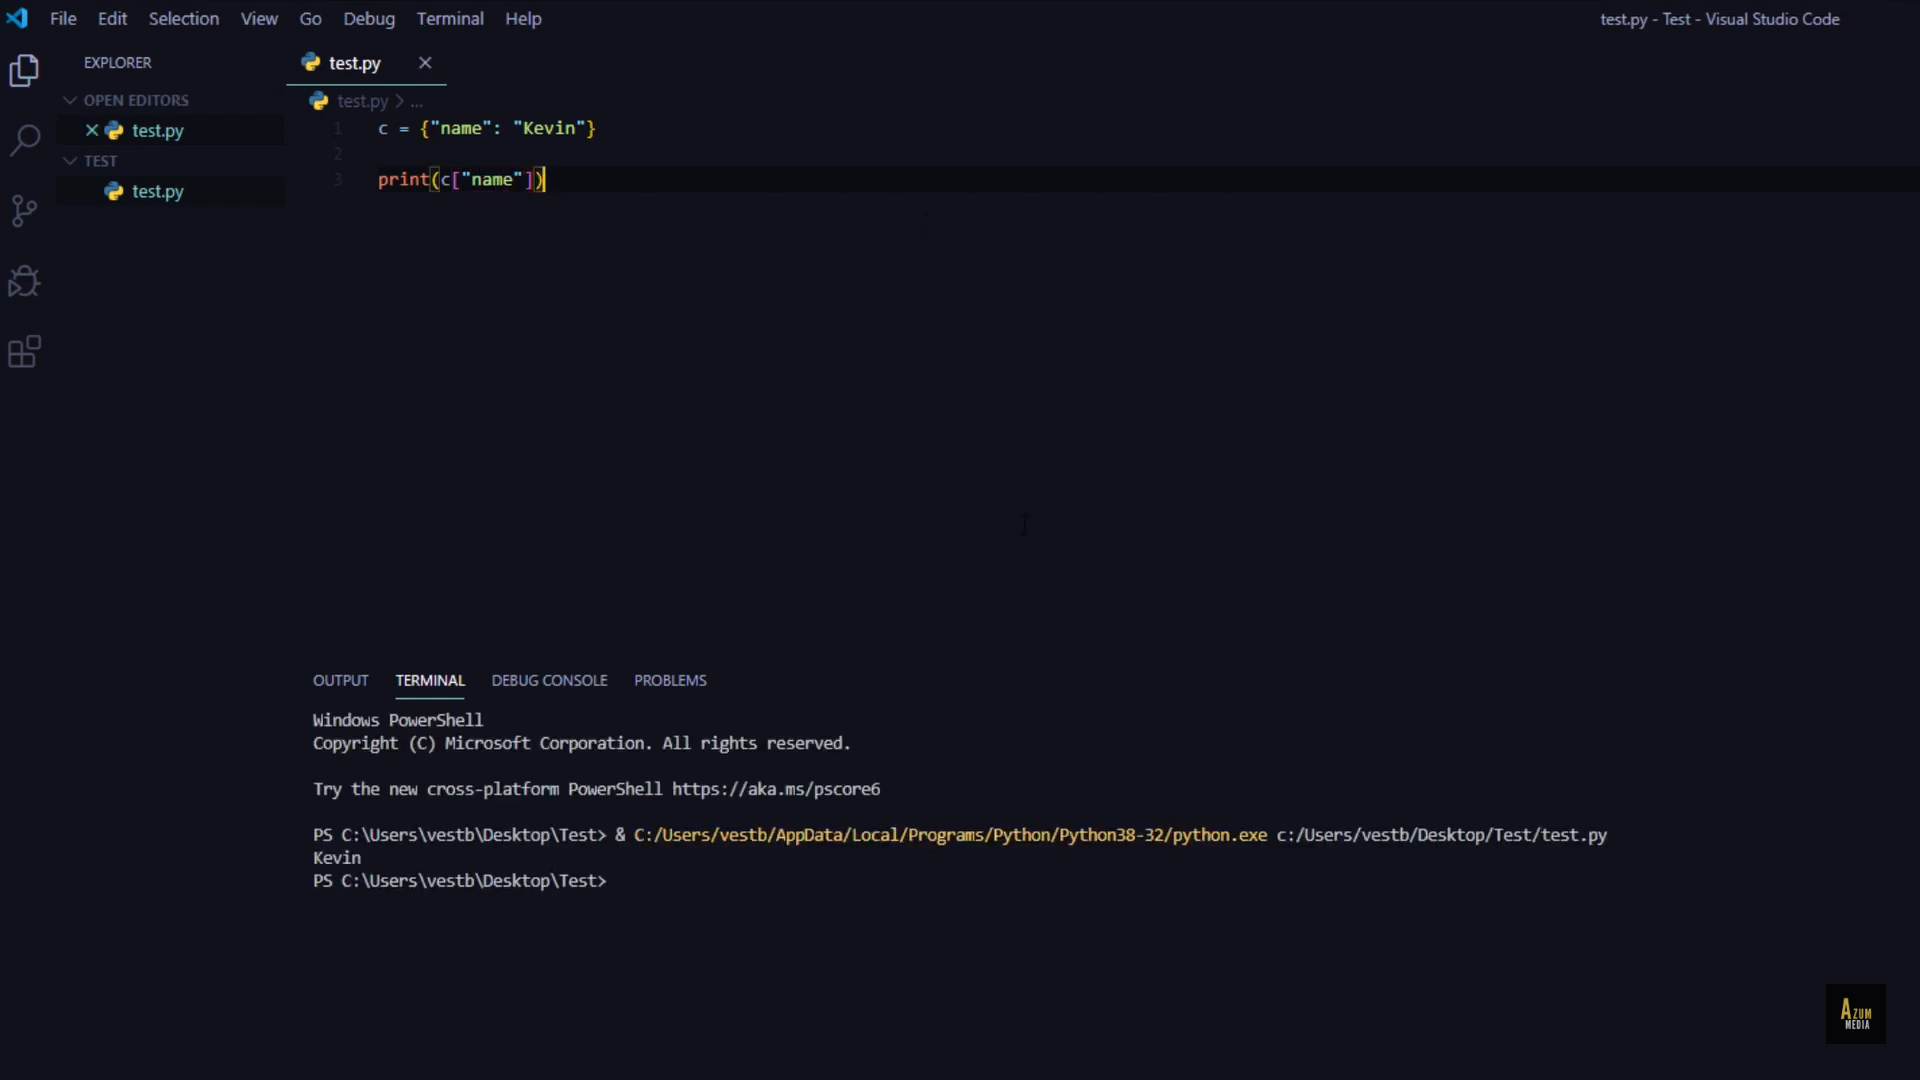 File Edit Selection View Go Debug Terminal Help
test.py - Test - Visual Studio Code
EXPLORER
OPEN EDITORS
test.py
TEST
test.py
test.py
test.py > ...
1 c = {"name": "Kevin"}
2
3 print(c["name"])
OUTPUT TERMINAL DEBUG CONSOLE PROBLEMS
Windows PowerShell
Copyright (C) Microsoft Corporation. All rights reserved.
Try the new cross-platform PowerShell https://aka.ms/pscore6
PS C:\Users\vestb\Desktop\Test> & C:/Users/vestb/AppData/Local/Programs/Python/Python38-32/python.exe c:/Users/vestb/Desktop/Test/test.py
Kevin
PS C:\Users\vestb\Desktop\Test>
AZUM
MEDIA